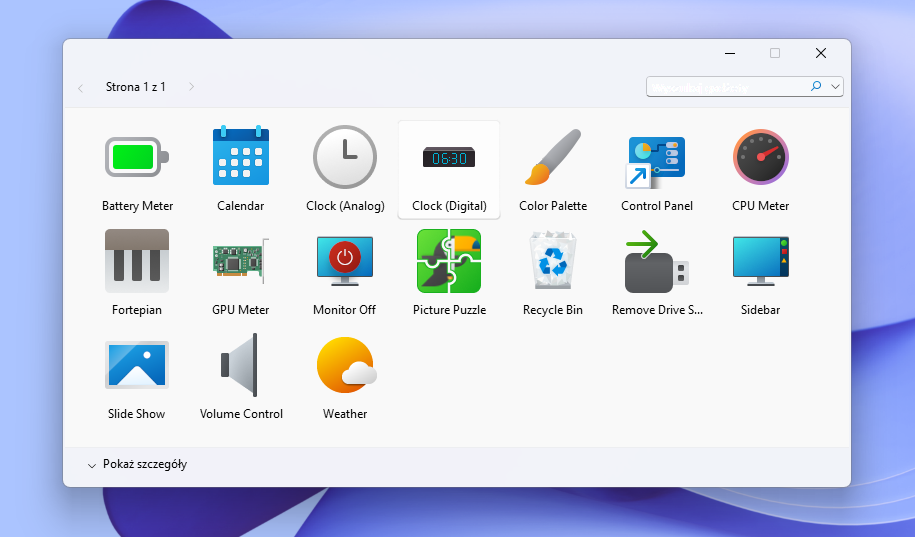 Strona 1 z 1
06:30
Battery Meter
Calendar
Clock (Analog)
Clock (Digital)
Color Palette
Control Panel
CPU Meter
Fortepian
GPU Meter
Monitor Off
Picture Puzzle
Recycle Bin
Remove Drive S...
Sidebar
Slide Show
Volume Control
Weather
Pokaż szczegóły